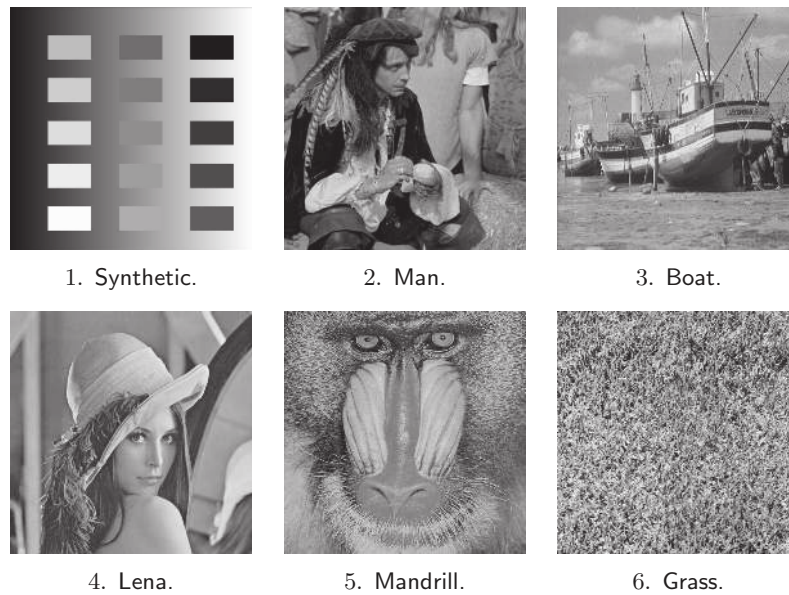 1. Synthetic.
2. Man.
3. Boat.
4. Lena.
5. Mandrill.
6. Grass.